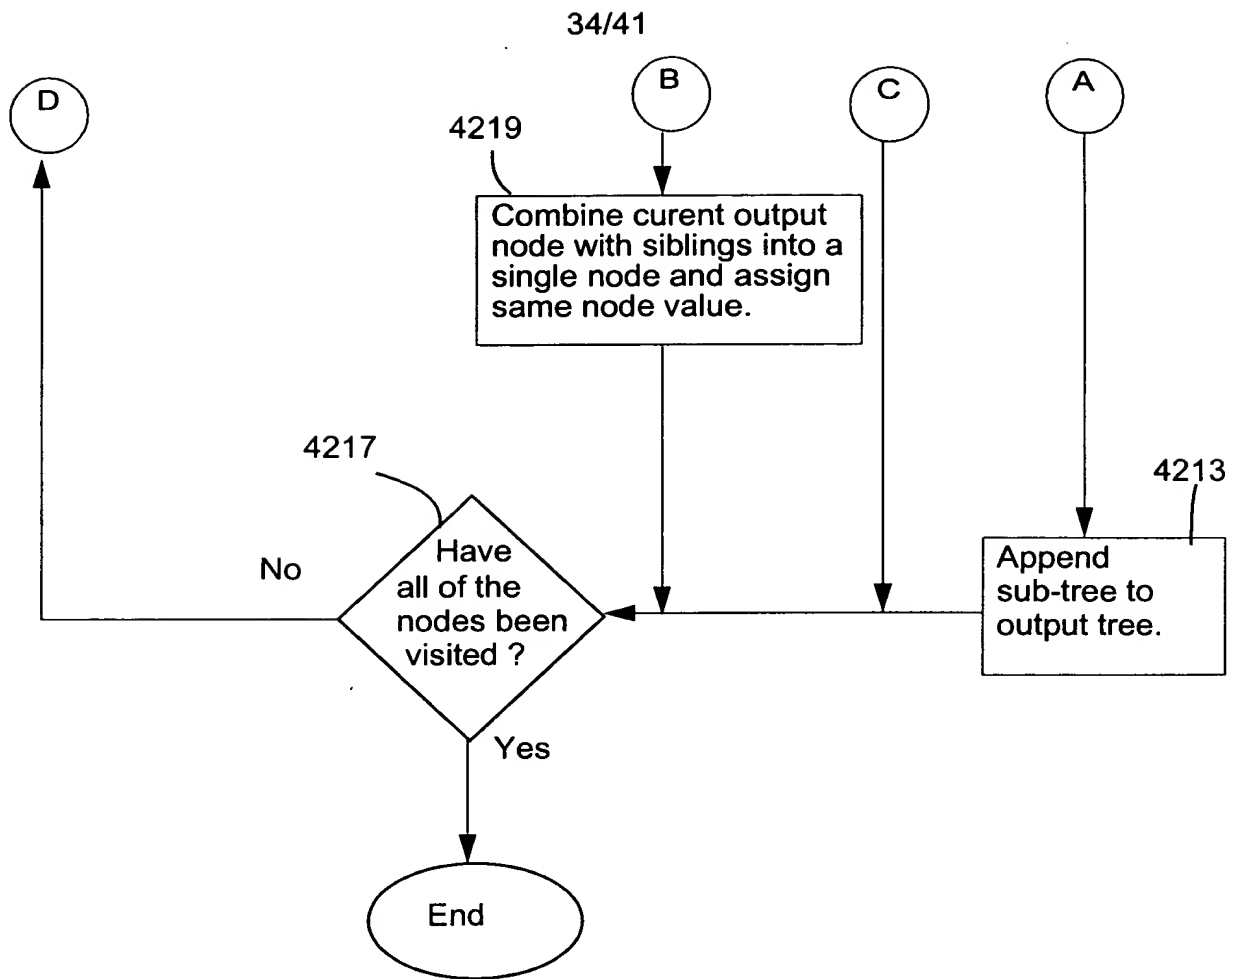 34/41
D
B
C
A
4219
Combine curent output
node with siblings into a
single node and assign
same node value.
4217
4213
No
Have
all of the
nodes been
visited ?
Append
sub-tree to
output tree.
Yes
End